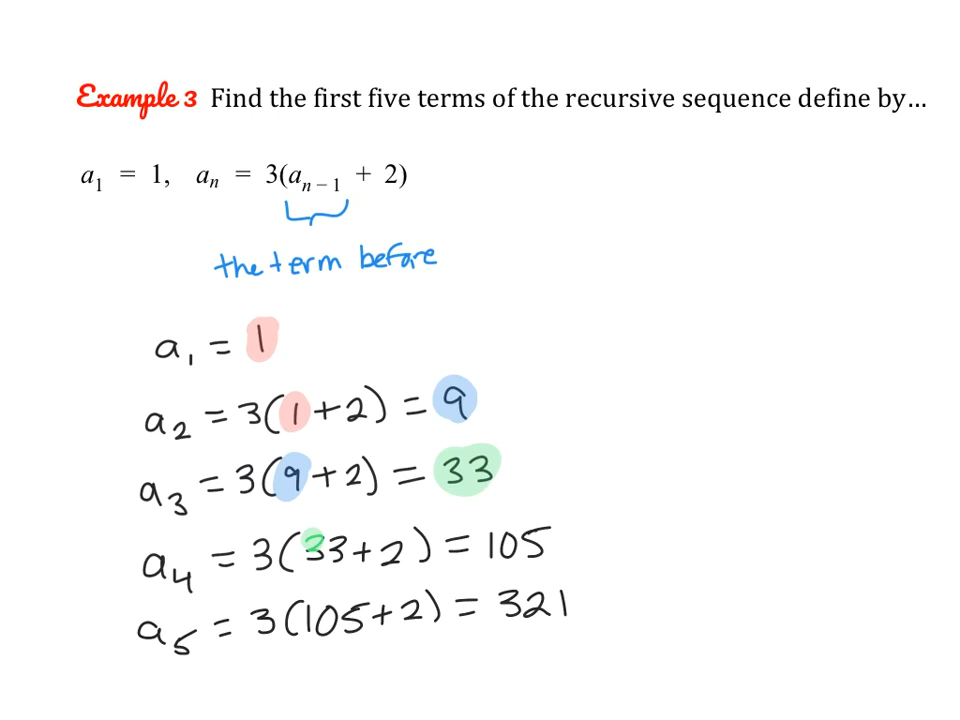 Example 3 Find the first five terms of the recursive sequence define by…
a₁ = 1, aₙ = 3(aₙ₋₁ + 2)
the term before
a₁ = 1
a₂ = 3(1+2) = 9
a₃ = 3(9+2) = 33
a₄ = 3(33+2) = 105
a₅ = 3(105+2) = 321